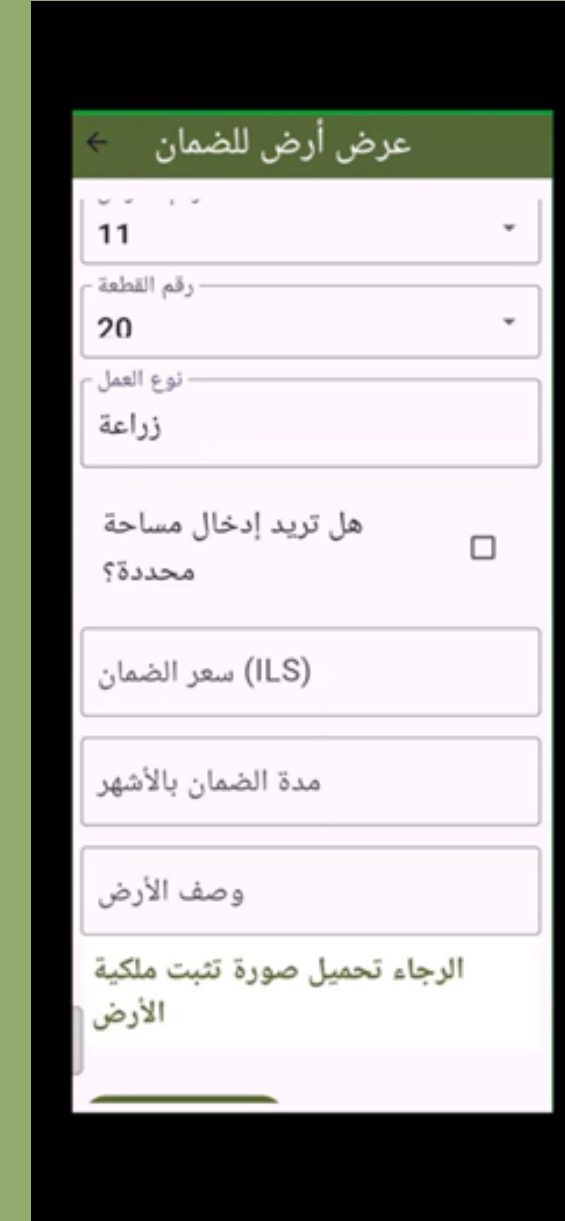 عرض أرض للضمان
11
رقم القطعة
20
نوع العمل
زراعة
هل تريد إدخال مساحة
محددة؟
(ILS) سعر الضمان
مدة الضمان بالأشهر
وصف الأرض
الرجاء تحميل صورة تثبت ملكية
الأرض